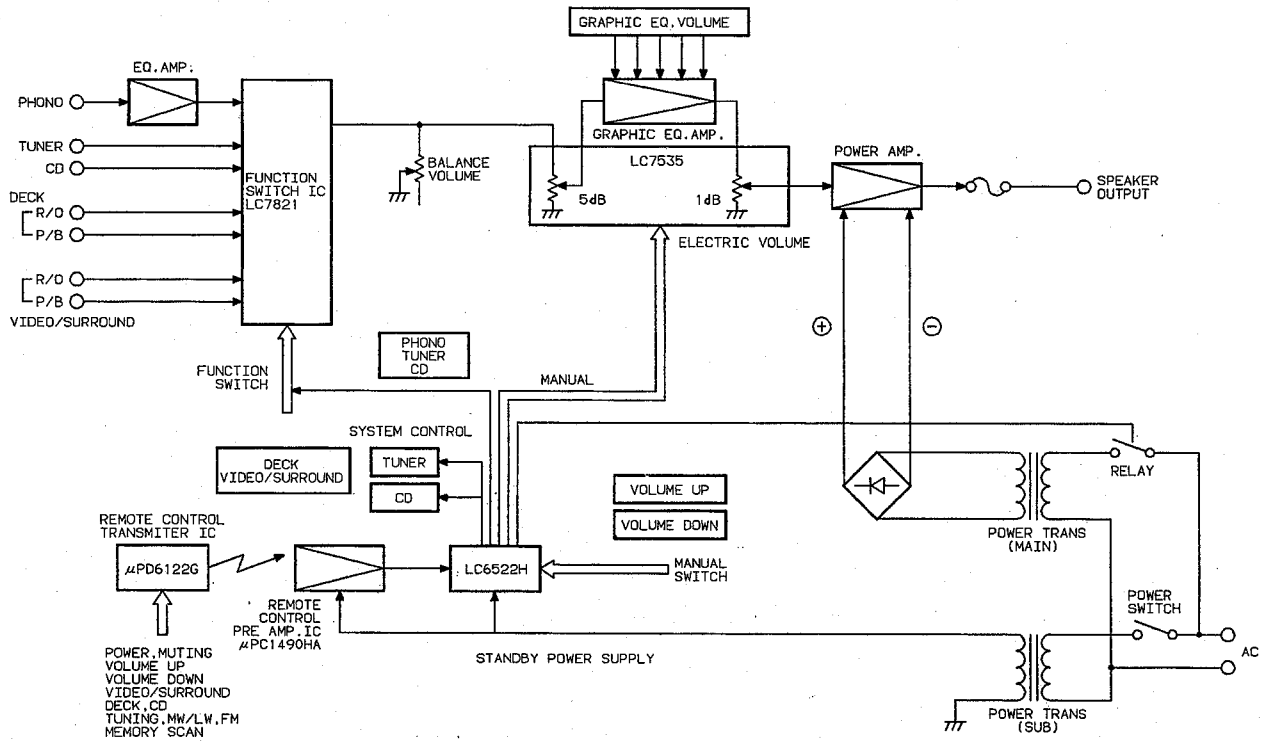 GRAPHIC EQ,VOLUME
EQ.AMP.
PHONO
TUNER
CD
DECK
R/O
P/B
R/O
P/B
VIDEO/SURROUND
FUNCTION
SWITCH IC
LC7821
BALANCE
VOLUME
GRAPHIC EQ.AMP.
LC7535
5dB
1dB
ELECTRIC VOLUME
POWER AMP.
SPEAKER
OUTPUT
+
−
FUNCTION
SWITCH
PHONO
TUNER
CD
MANUAL
SYSTEM CONTROL
TUNER
CD
DECK
VIDEO/SURROUND
VOLUME UP
VOLUME DOWN
RELAY
POWER TRANS
(MAIN)
REMOTE CONTROL
TRANSMITER IC
μPD6122G
REMOTE
CONTROL
PRE AMP.IC
μPC1490HA
LC6522H
MANUAL
SWITCH
POWER
SWITCH
AC
STANDBY POWER SUPPLY
POWER TRANS
(SUB)
POWER,MUTING
VOLUME UP
VOLUME DOWN
VIDEO/SURROUND
DECK,CD
TUNING,MW/LW,FM
MEMORY SCAN